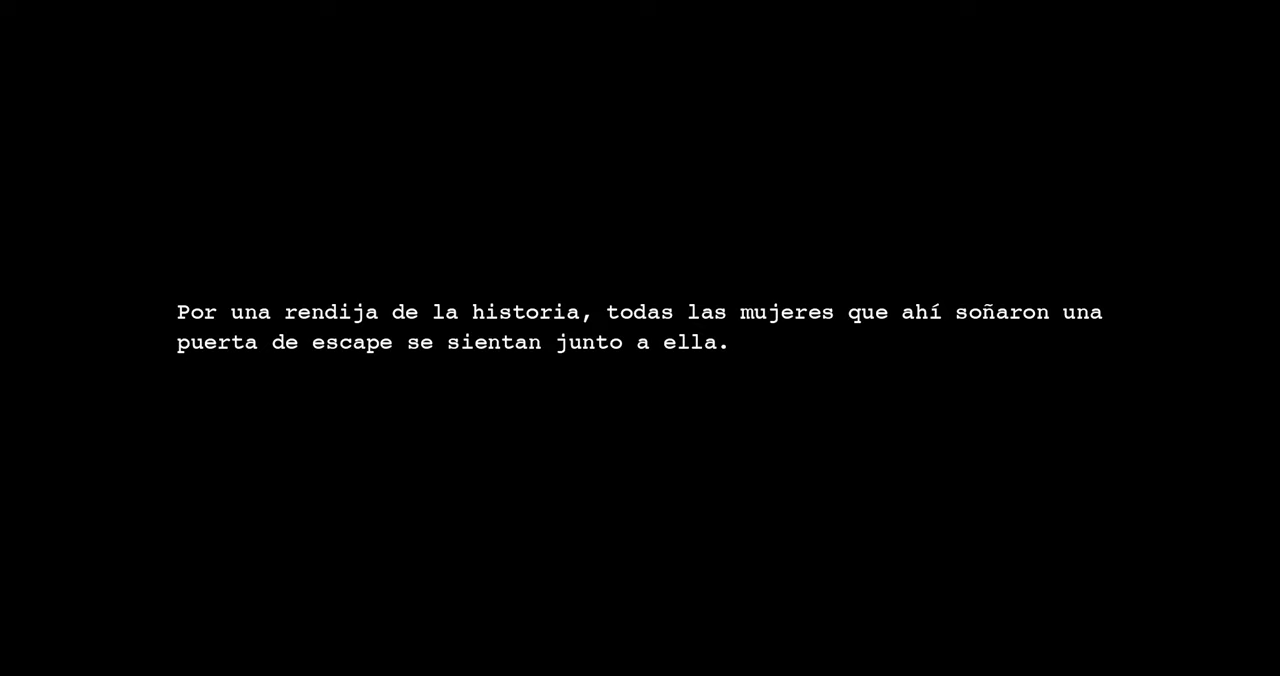 Por una rendija de la historia, todas las mujeres que ahí soñaron una
puerta de escape se sientan junto a ella.